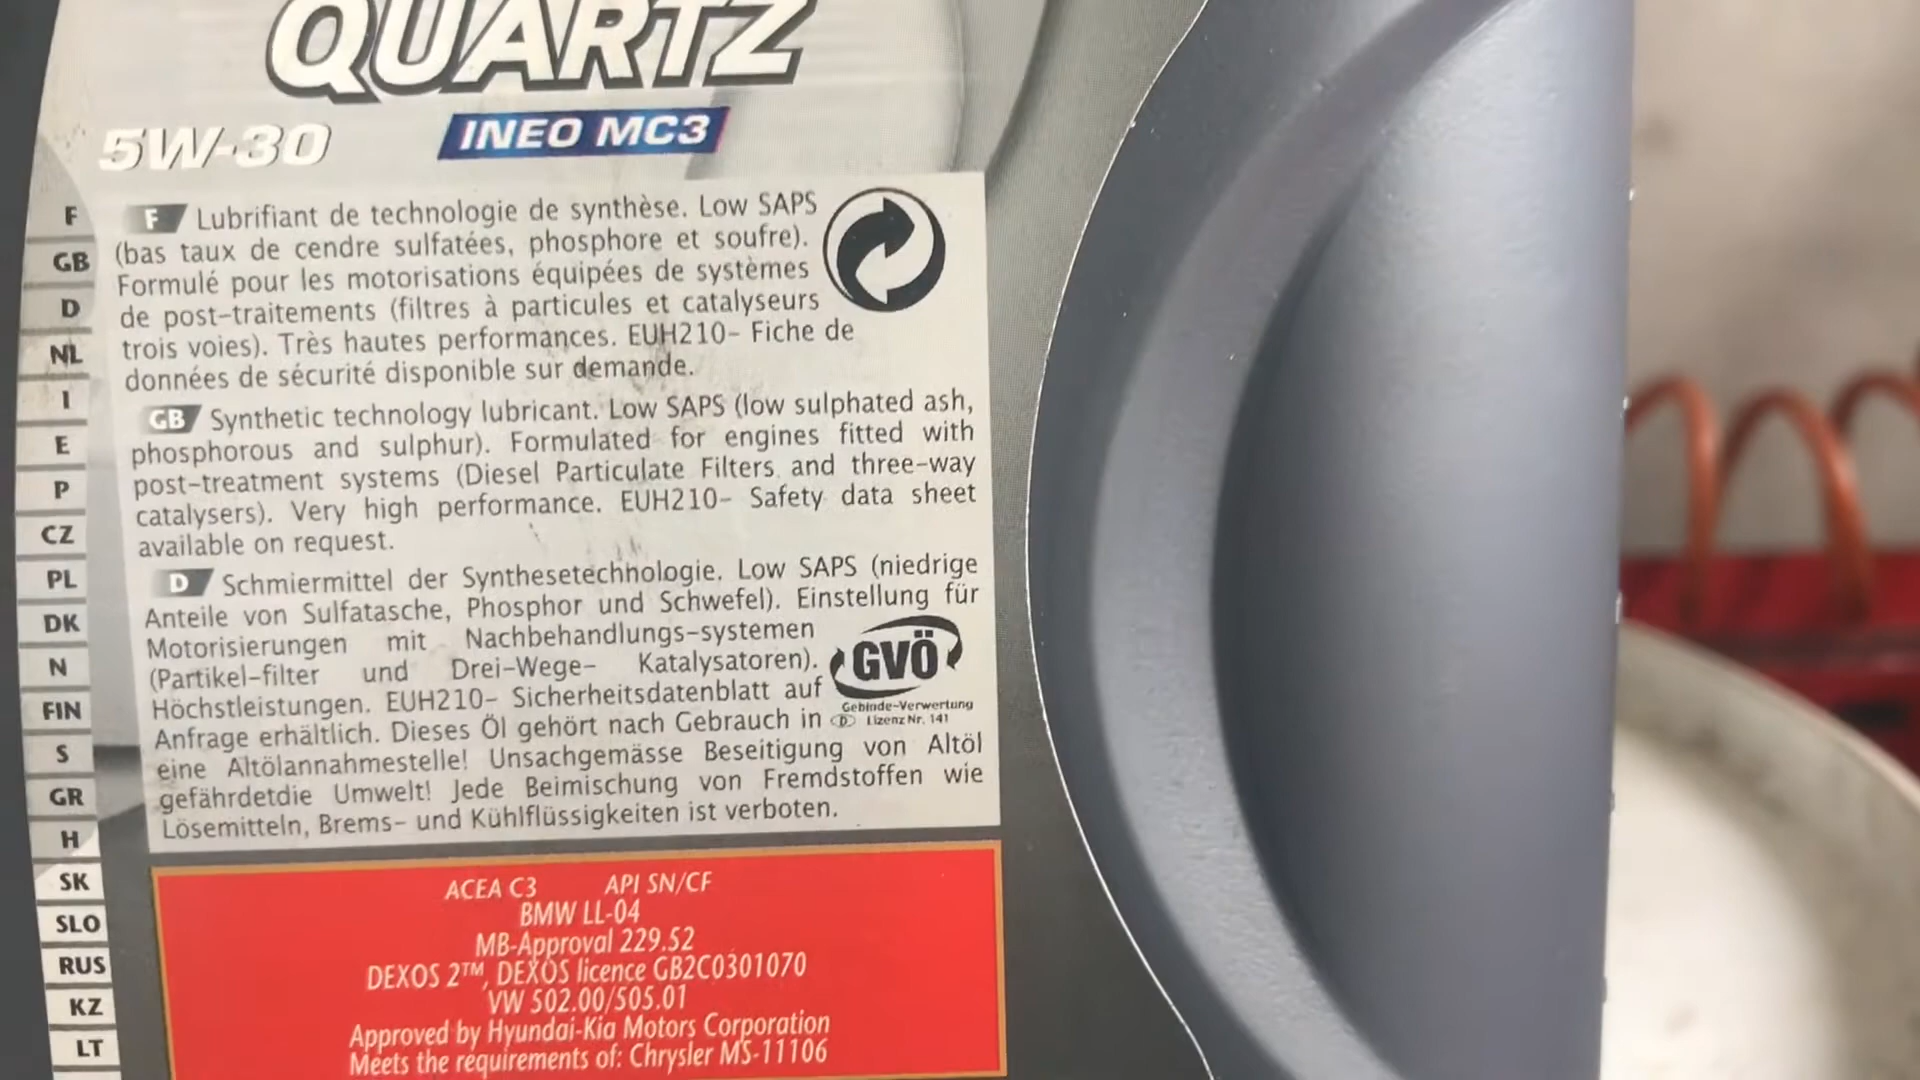 QUARTZ
5W-30 INEO MC3
F Lubrifiant de technologie de synthèse. Low SAPS
(bas taux de cendre sulfatées, phosphore et soufre).
Formulé pour les motorisations équipées de systèmes
de post-traitements (filtres à particules et catalyseurs
trois voies). Très hautes performances. EUH210- Fiche de
données de sécurité disponible sur demande.
GB Synthetic technology lubricant. Low SAPS (low sulphated ash,
phosphorous and sulphur). Formulated for engines fitted with
post-treatment systems (Diesel Particulate Filters and three-way
catalysers). Very high performance. EUH210- Safety data sheet
available on request.
D Schmiermittel der Synthesetechnologie. Low SAPS (niedrige
Anteile von Sulfatasche, Phosphor und Schwefel). Einstellung für
Motorisierungen mit Nachbehandlungs-systemen
(Partikel-filter und Drei-Wege- Katalysatoren).
Höchstleistungen. EUH210- Sicherheitsdatenblatt auf
Anfrage erhältlich. Dieses Öl gehört nach Gebrauch in
eine Altölannahmestelle! Unsachgemässe Beseitigung von Altöl
gefährdetdie Umwelt! Jede Beimischung von Fremdstoffen wie
Lösemitteln, Brems- und Kühlflüssigkeiten ist verboten.
GVÖ
Gebinde-Verwertung
D Lizenz Nr. 141
ACEA C3 API SN/CF
BMW LL-04
MB-Approval 229.52
DEXOS 2™, DEXOS licence GB2C0301070
VW 502.00/505.01
Approved by Hyundai-Kia Motors Corporation
Meets the requirements of: Chrysler MS-11106
F
GB
D
NL
I
E
P
CZ
PL
DK
N
FIN
S
GR
H
SK
SLO
RUS
KZ
LT